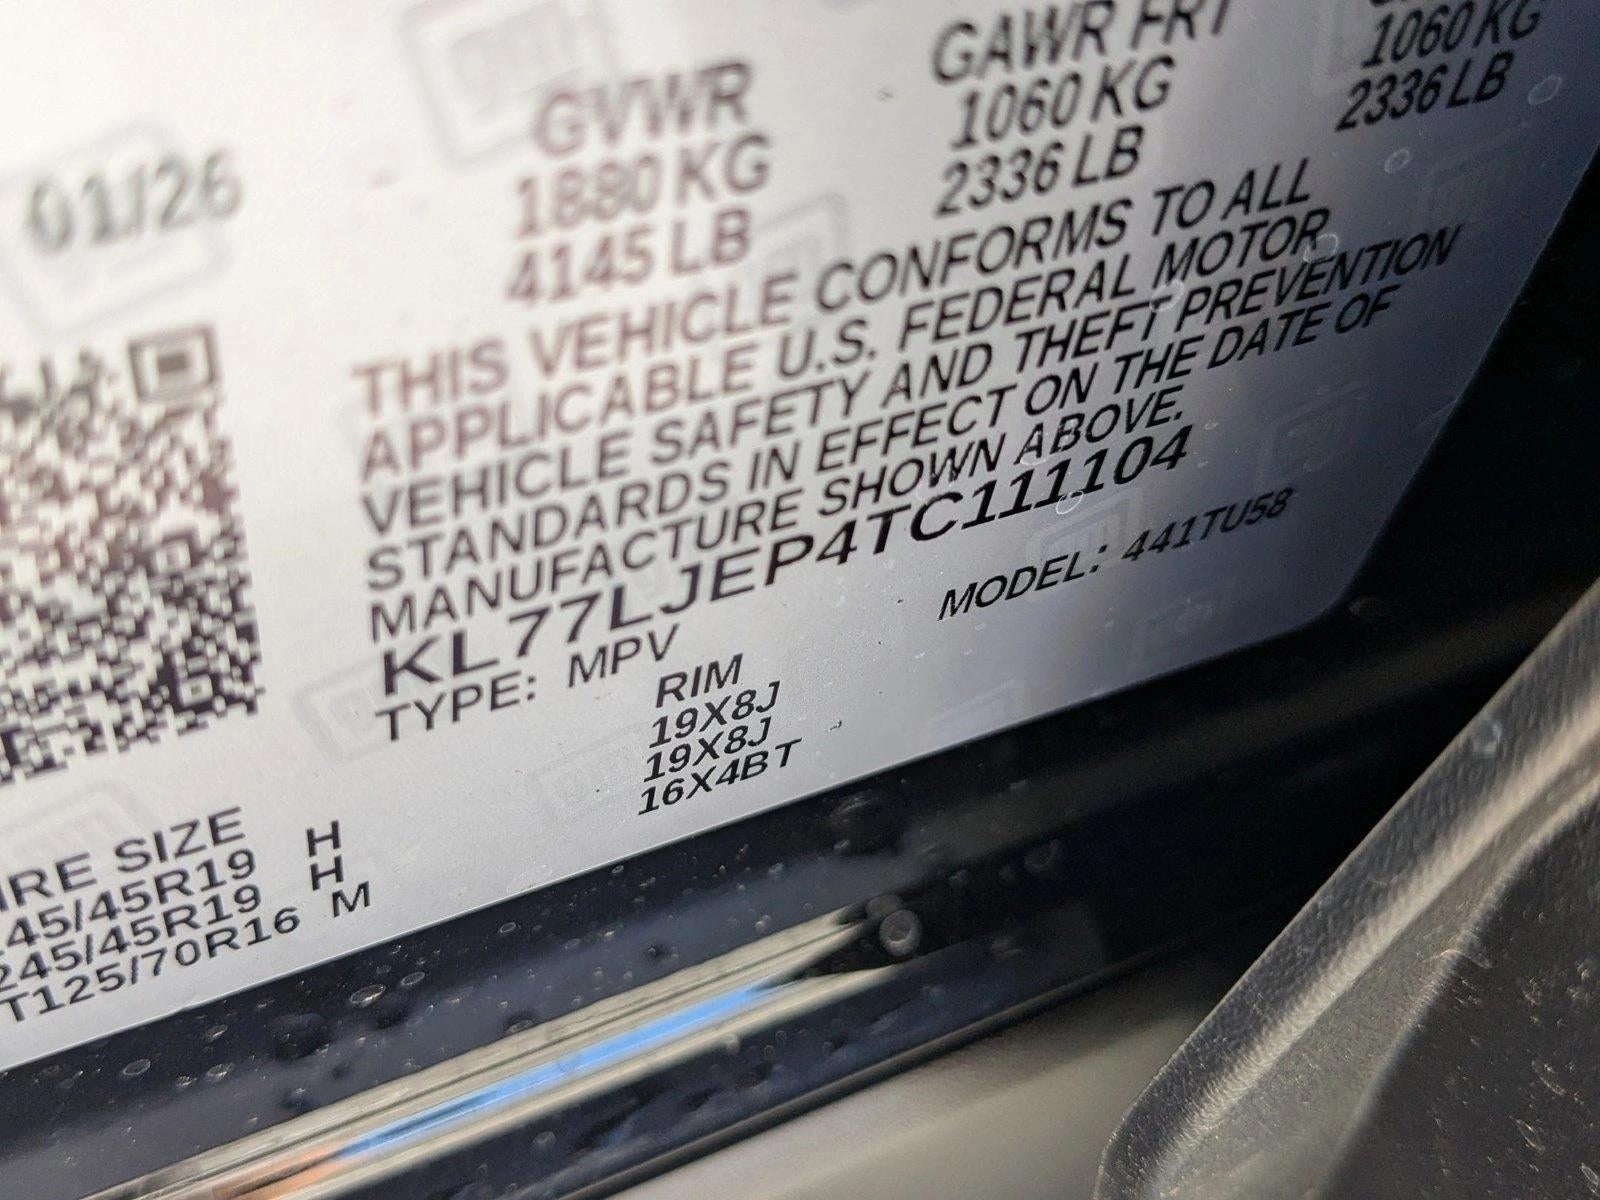 01/26
GVWR
1880 KG
4145 LB
GAWR FRT
1060 KG
2336 LB
1060 KG
2336 LB
THIS VEHICLE CONFORMS TO ALL
APPLICABLE U.S. FEDERAL MOTOR
VEHICLE SAFETY AND THEFT PREVENTION
STANDARDS IN EFFECT ON THE DATE OF
MANUFACTURE SHOWN ABOVE.
KL77LJEP4TC111104
TYPE: MPV
MODEL: 441TU58
IRE SIZE
RIM
245/45R19 H
19X8J
245/45R19 H
19X8J
T125/70R16 M
16X4BT